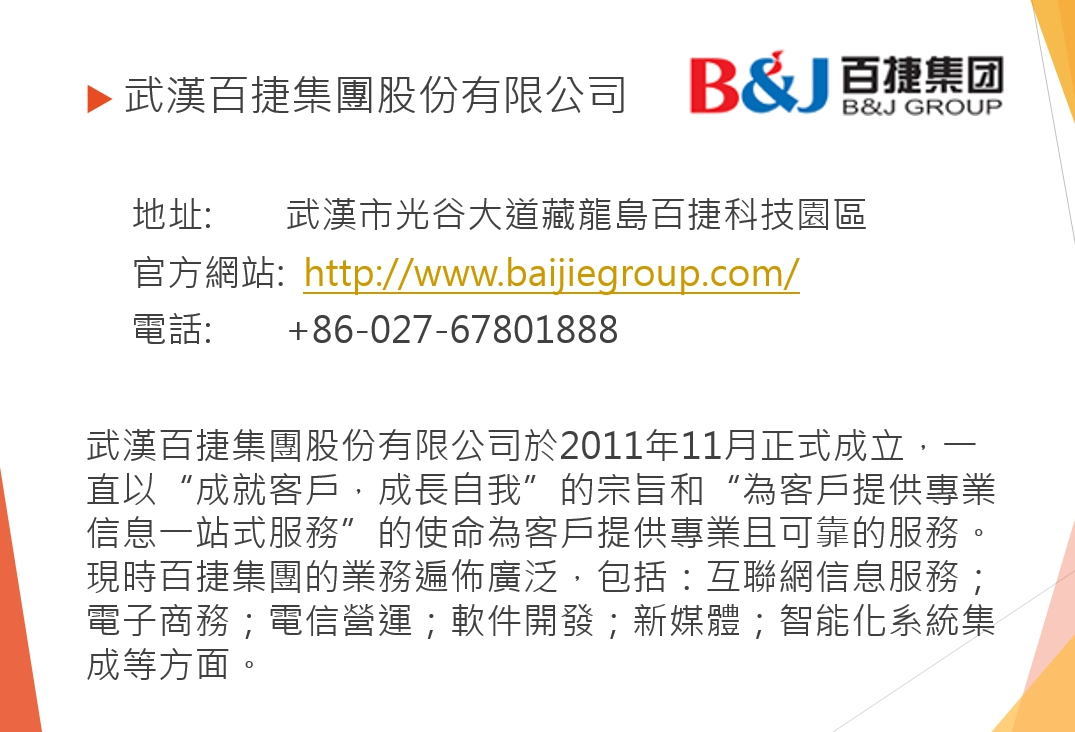 武漢百捷集團股份有限公司
B&J 百捷集团
B&J GROUP
地址: 武漢市光谷大道藏龍島百捷科技園區
官方網站: http://www.baijiegroup.com/
電話: +86-027-67801888
武漢百捷集團股份有限公司於2011年11月正式成立，一
直以“成就客戶，成長自我”的宗旨和“為客戶提供專業
信息一站式服務”的使命為客戶提供專業且可靠的服務。
現時百捷集團的業務遍佈廣泛，包括：互聯網信息服務；
電子商務；電信營運；軟件開發；新媒體；智能化系統集
成等方面。